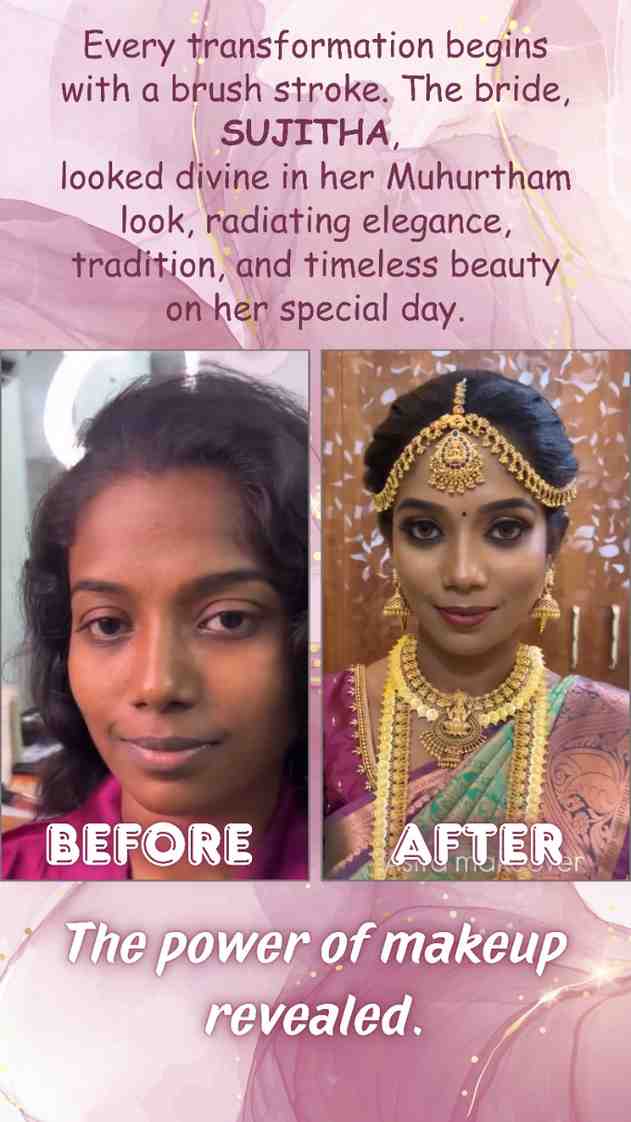 Every transformation begins
with a brush stroke. The bride,
SUJITHA,
looked divine in her Muhurtham
look, radiating elegance,
tradition, and timeless beauty
on her special day.
BEFORE
AFTER
makeover
The power of makeup
revealed.